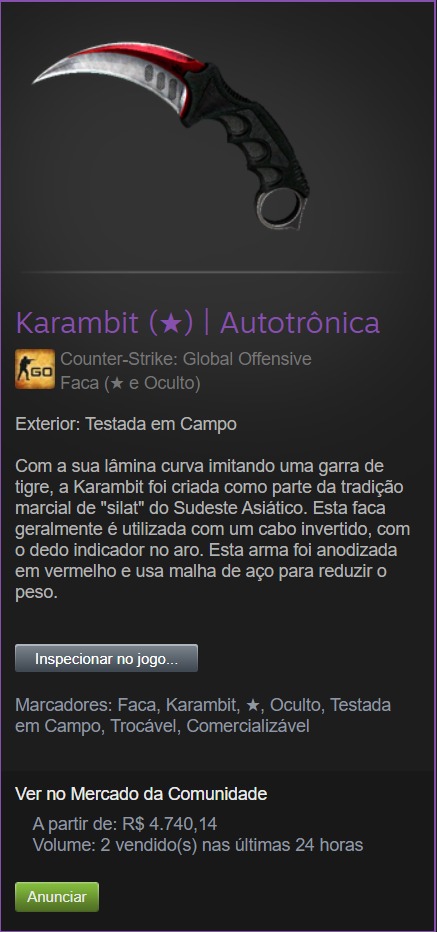 Karambit (★) | Autotrônica
GO
Counter-Strike: Global Offensive
Faca (★ e Oculto)
Exterior: Testada em Campo
Com a sua lâmina curva imitando uma garra de
tigre, a Karambit foi criada como parte da tradição
marcial de "silat" do Sudeste Asiático. Esta faca
geralmente é utilizada com um cabo invertido, com
o dedo indicador no aro. Esta arma foi anodizada
em vermelho e usa malha de aço para reduzir o
peso.
Inspecionar no jogo...
Marcadores: Faca, Karambit, ★, Oculto, Testada
em Campo, Trocável, Comercializável
Ver no Mercado da Comunidade
A partir de: R$ 4.740,14
Volume: 2 vendido(s) nas últimas 24 horas
Anunciar